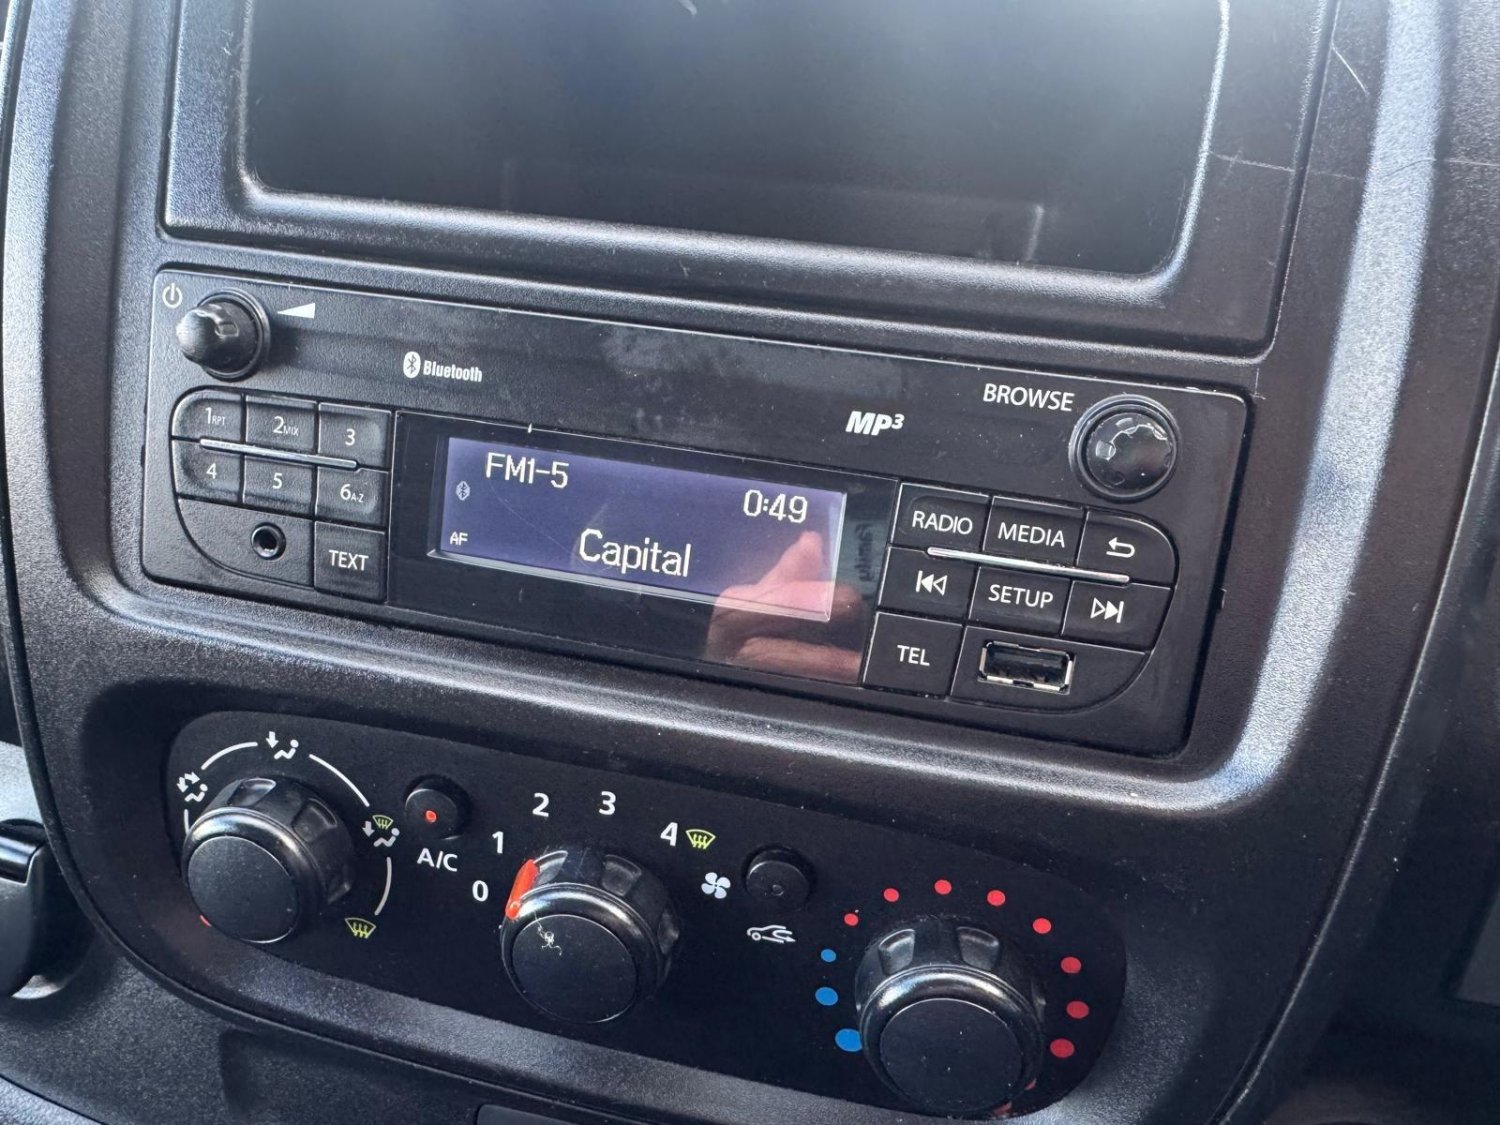 Bluetooth
MP3
BROWSE
1RPT
2MIX
3
4
5
6A-Z
TEXT
FM1-5
0:49
AF
Capital
RADIO
MEDIA
SETUP
TEL
A/C
0
1
2
3
4